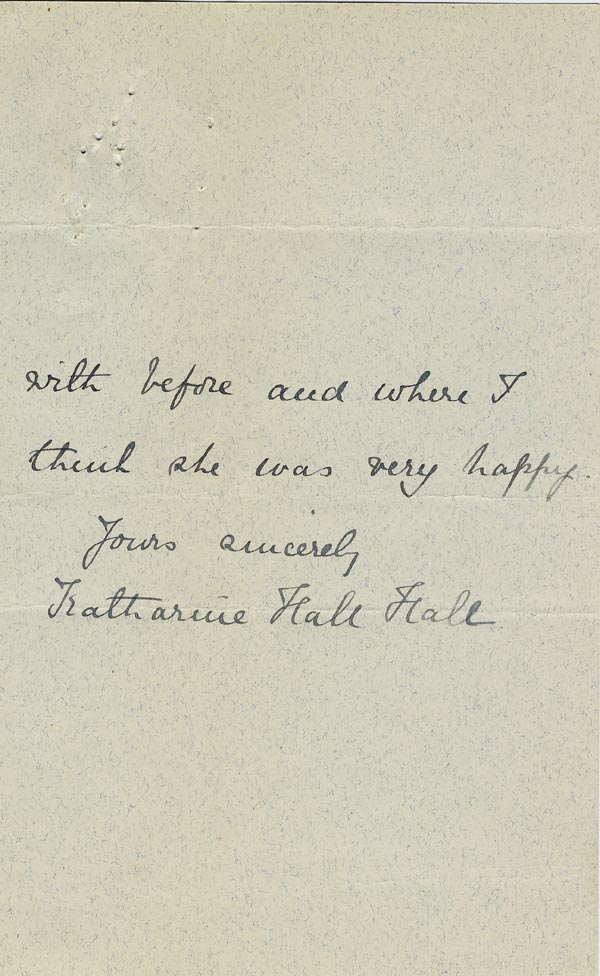 with before and where I
think she was very happy.
Yours sincerely
Katharine Hall Hall